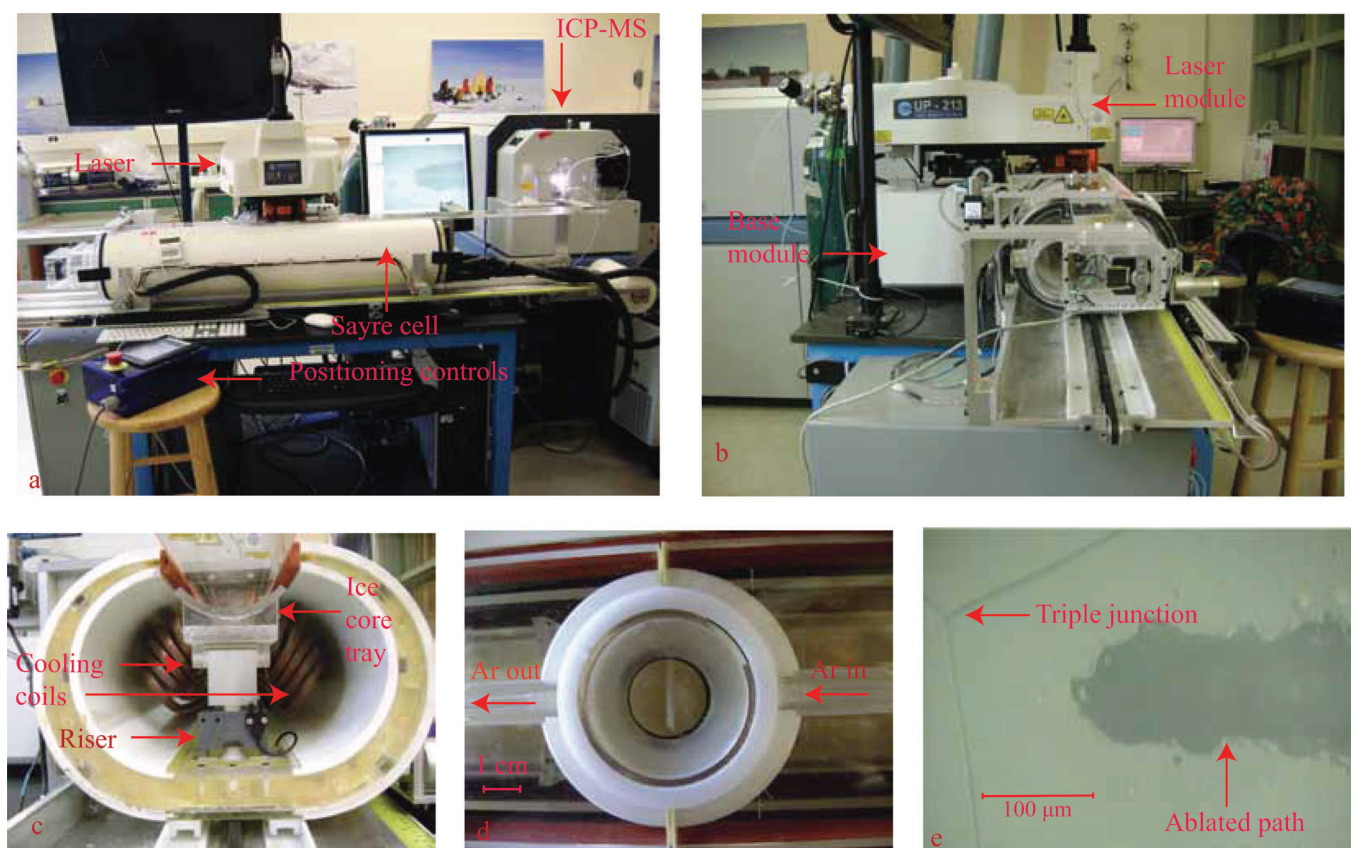 A
ICP-MS
Laser
Sayre cell
Positioning controls
a
UP-213
Laser
module
Base
module
b
Ice
core
tray
Cooling
coils
Riser
c
Ar out
Ar in
1 cm
d
Triple junction
100 μm
Ablated path
e